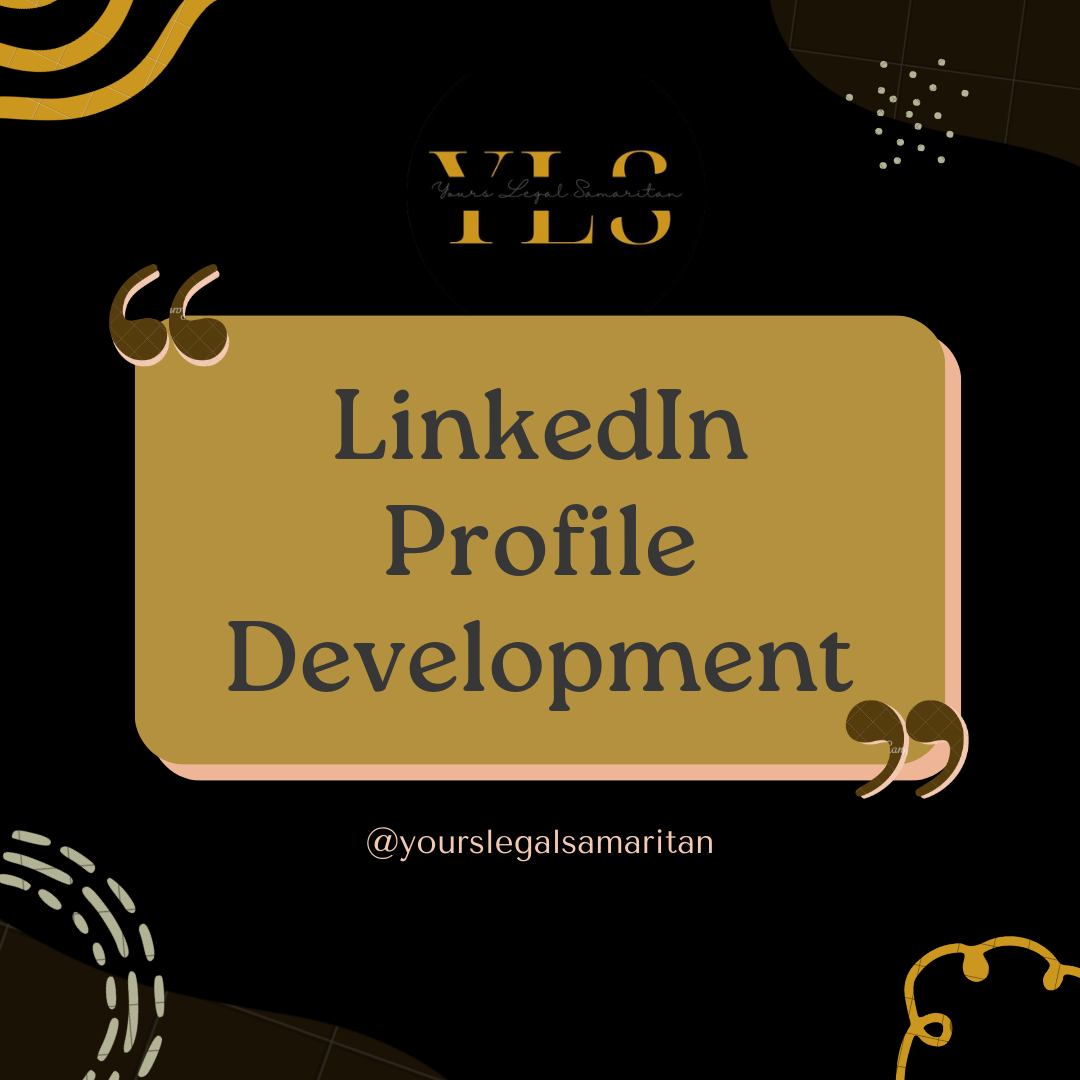 YLS
Yours Legal Samaritan
LinkedIn
Profile
Development
@yourslegalsamaritan